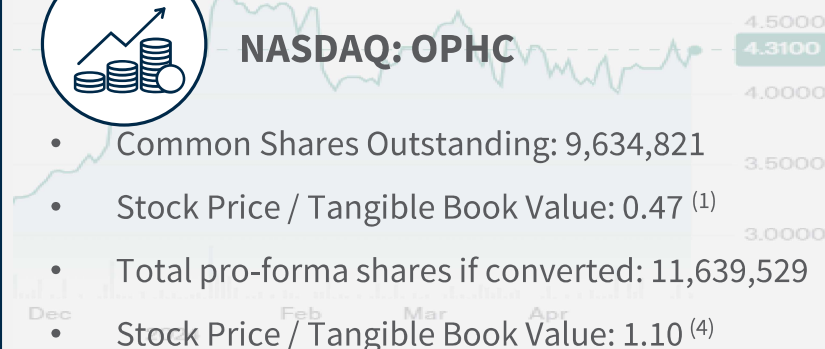 4.5000
NASDAQ: OPHC
4.3100
4.0000
• Common Shares Outstanding: 9,634,821
3.5000
• Stock Price / Tangible Book Value: 0.47 (1)
3.0000
• Total pro-forma shares if converted: 11,639,529
Dec Feb Mar Apr
• Stock Price / Tangible Book Value: 1.10 (4)